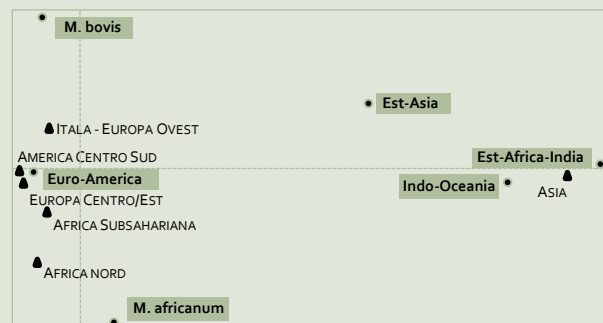 M. bovis
Est-Asia
ITALA - EUROPA OVEST
AMERICA CENTRO SUD
Est-Africa-India
Euro-America
Indo-Oceania
ASIA
EUROPA CENTRO/EST
AFRICA SUBSAHARIANA
AFRICA NORD
M. africanum